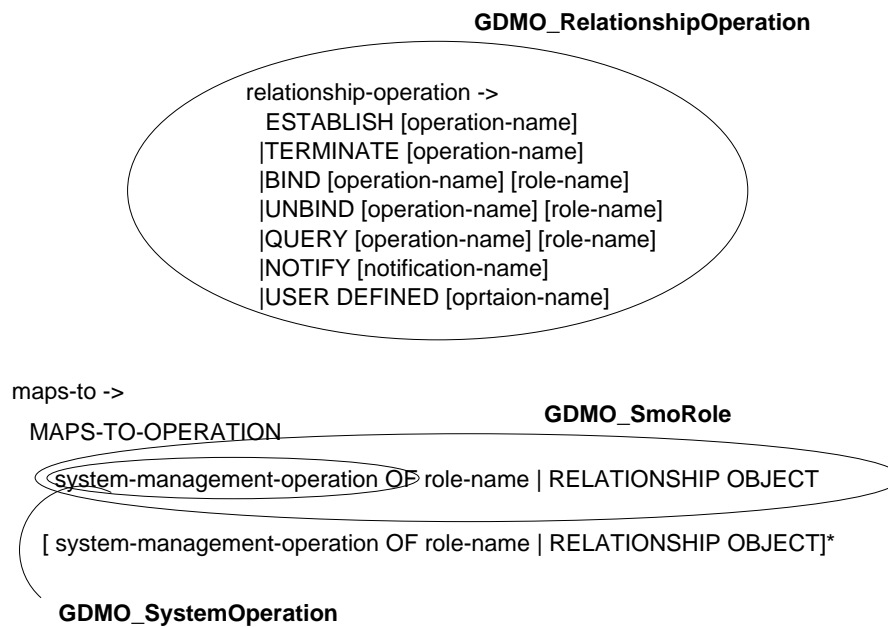 GDMO_RelationshipOperation
relationship-operation ->
ESTABLISH [operation-name]
|TERMINATE [operation-name]
|BIND [operation-name] [role-name]
|UNBIND [operation-name] [role-name]
|QUERY [operation-name] [role-name]
|NOTIFY [notification-name]
|USER DEFINED [oprtaion-name]
maps-to ->
GDMO_SmoRole
MAPS-TO-OPERATION
system-management-operation OF role-name | RELATIONSHIP OBJECT
[ system-management-operation OF role-name | RELATIONSHIP OBJECT]*
GDMO_SystemOperation